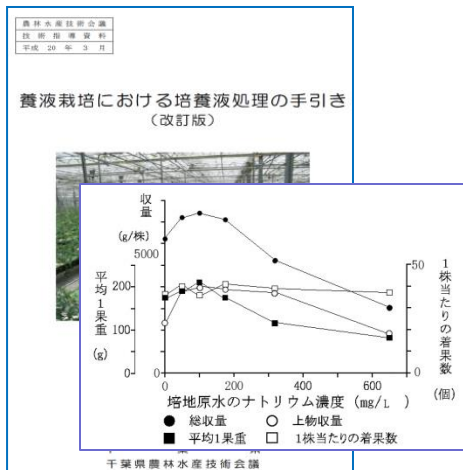 農林水産技術会議
技術指導資料
平成 20 年 3 月
養液栽培における培養液処理の手引き
（改訂版）
収量
(g/株)
5000
0
平均1果重
(g)
200
100
0
50
0
1株当たりの着果数
(個)
0 200 400 600
培地原水のナトリウム濃度 (mg/L )
● 総収量 ○ 上物収量
■ 平均1果重 □ 1株当たりの着果数
千葉県農林水産技術会議